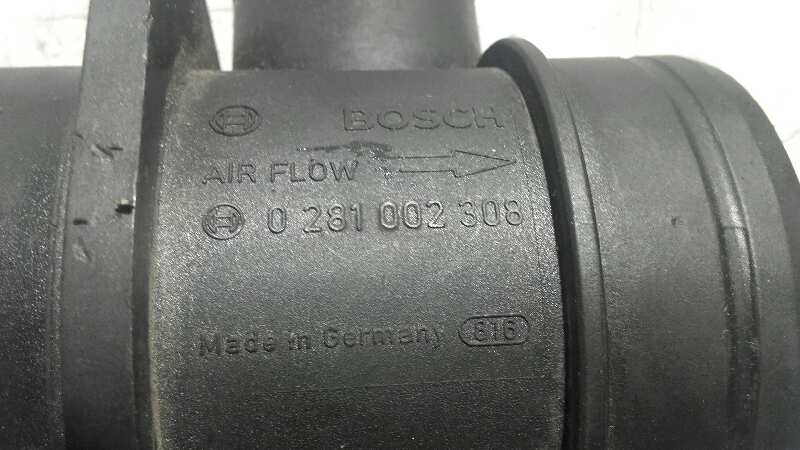 BOSCH
AIR FLOW
0 281 002 308
Made in Germany 816